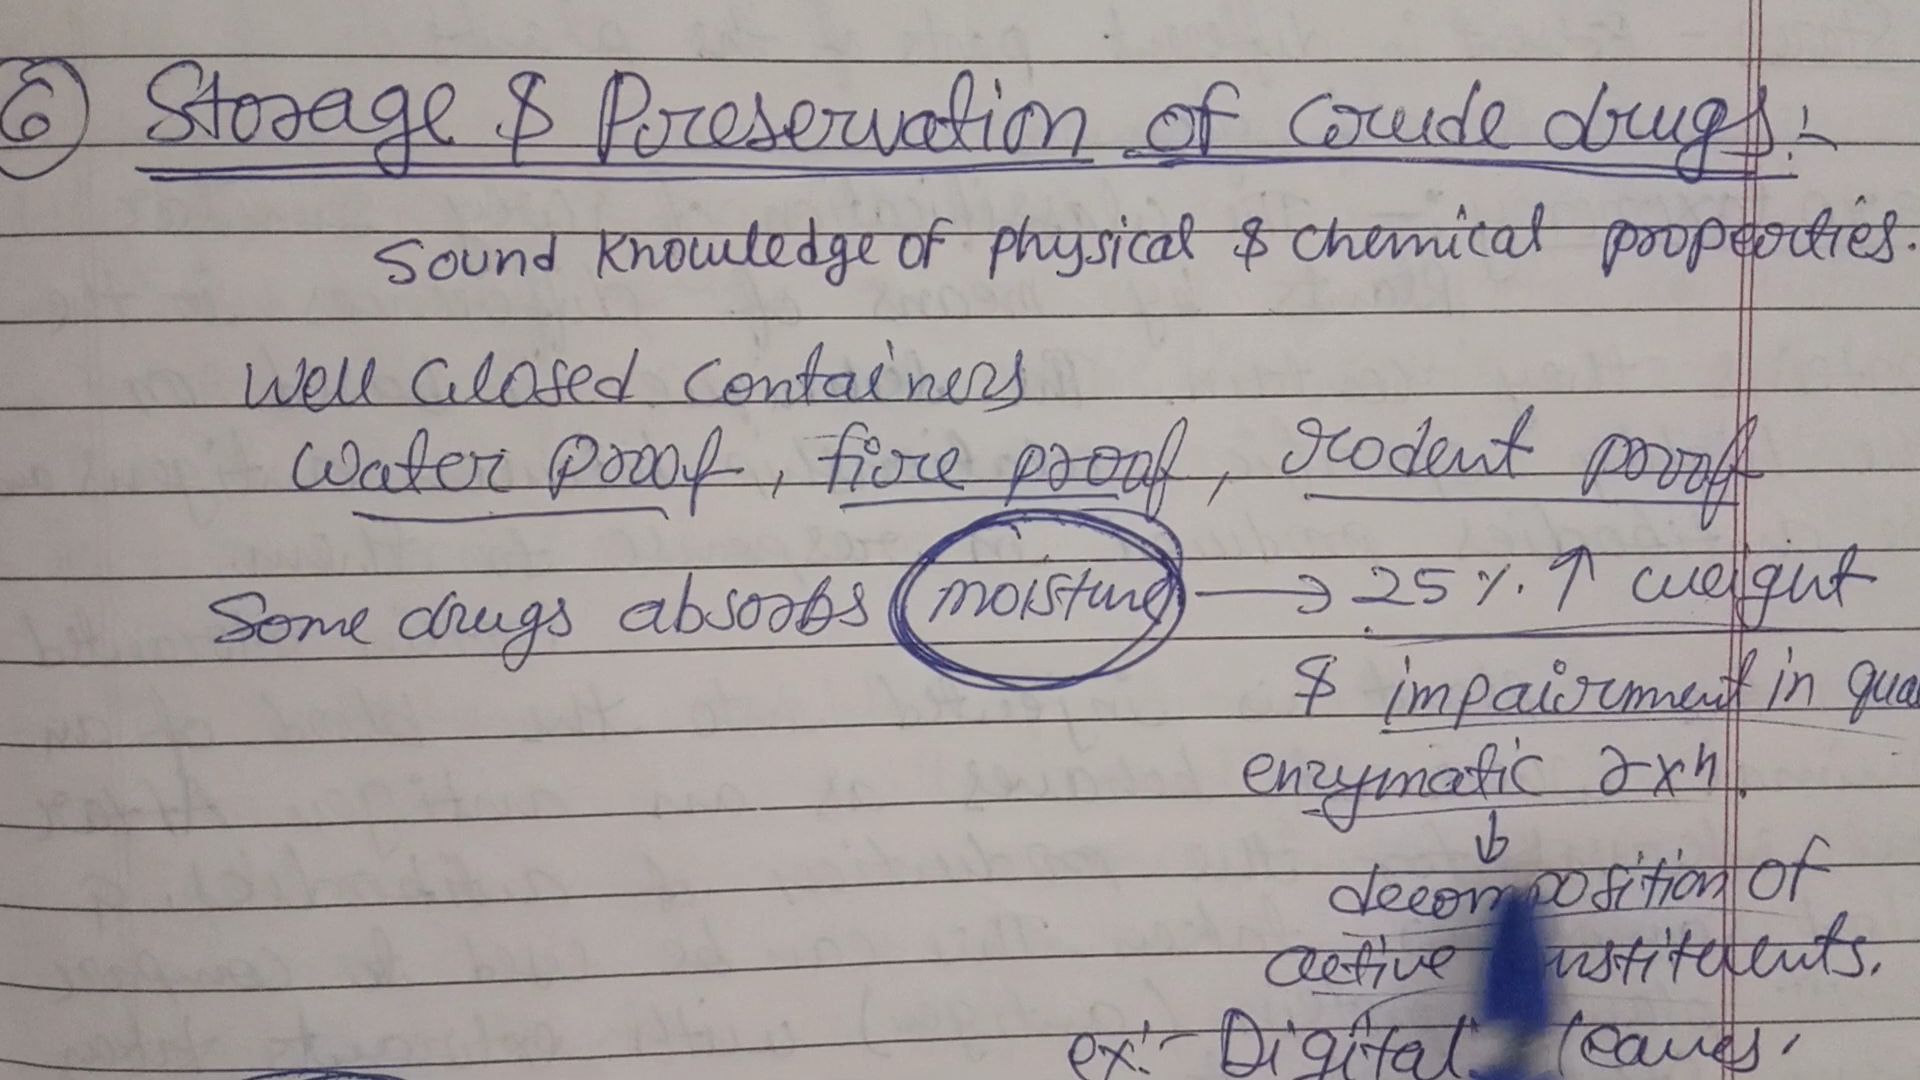 6 Storage & Preservation of Crude drugs :-
Sound Knowledge of physical & chemical properties.
Well Closed Containers
Water Proof, fire proof, rodent proof
Some drugs absorbs moisture → 25% ↑ weight
& impairment in
enzymatic rxn.
↓
decomposition of
active
ex:- leaves.